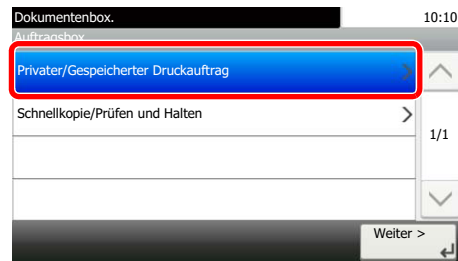 Dokumentenbox.
10:10
Auftragsbox
Privater/Gespeicherter Druckauftrag
Schnellkopie/Prüfen und Halten
1/1
Weiter >